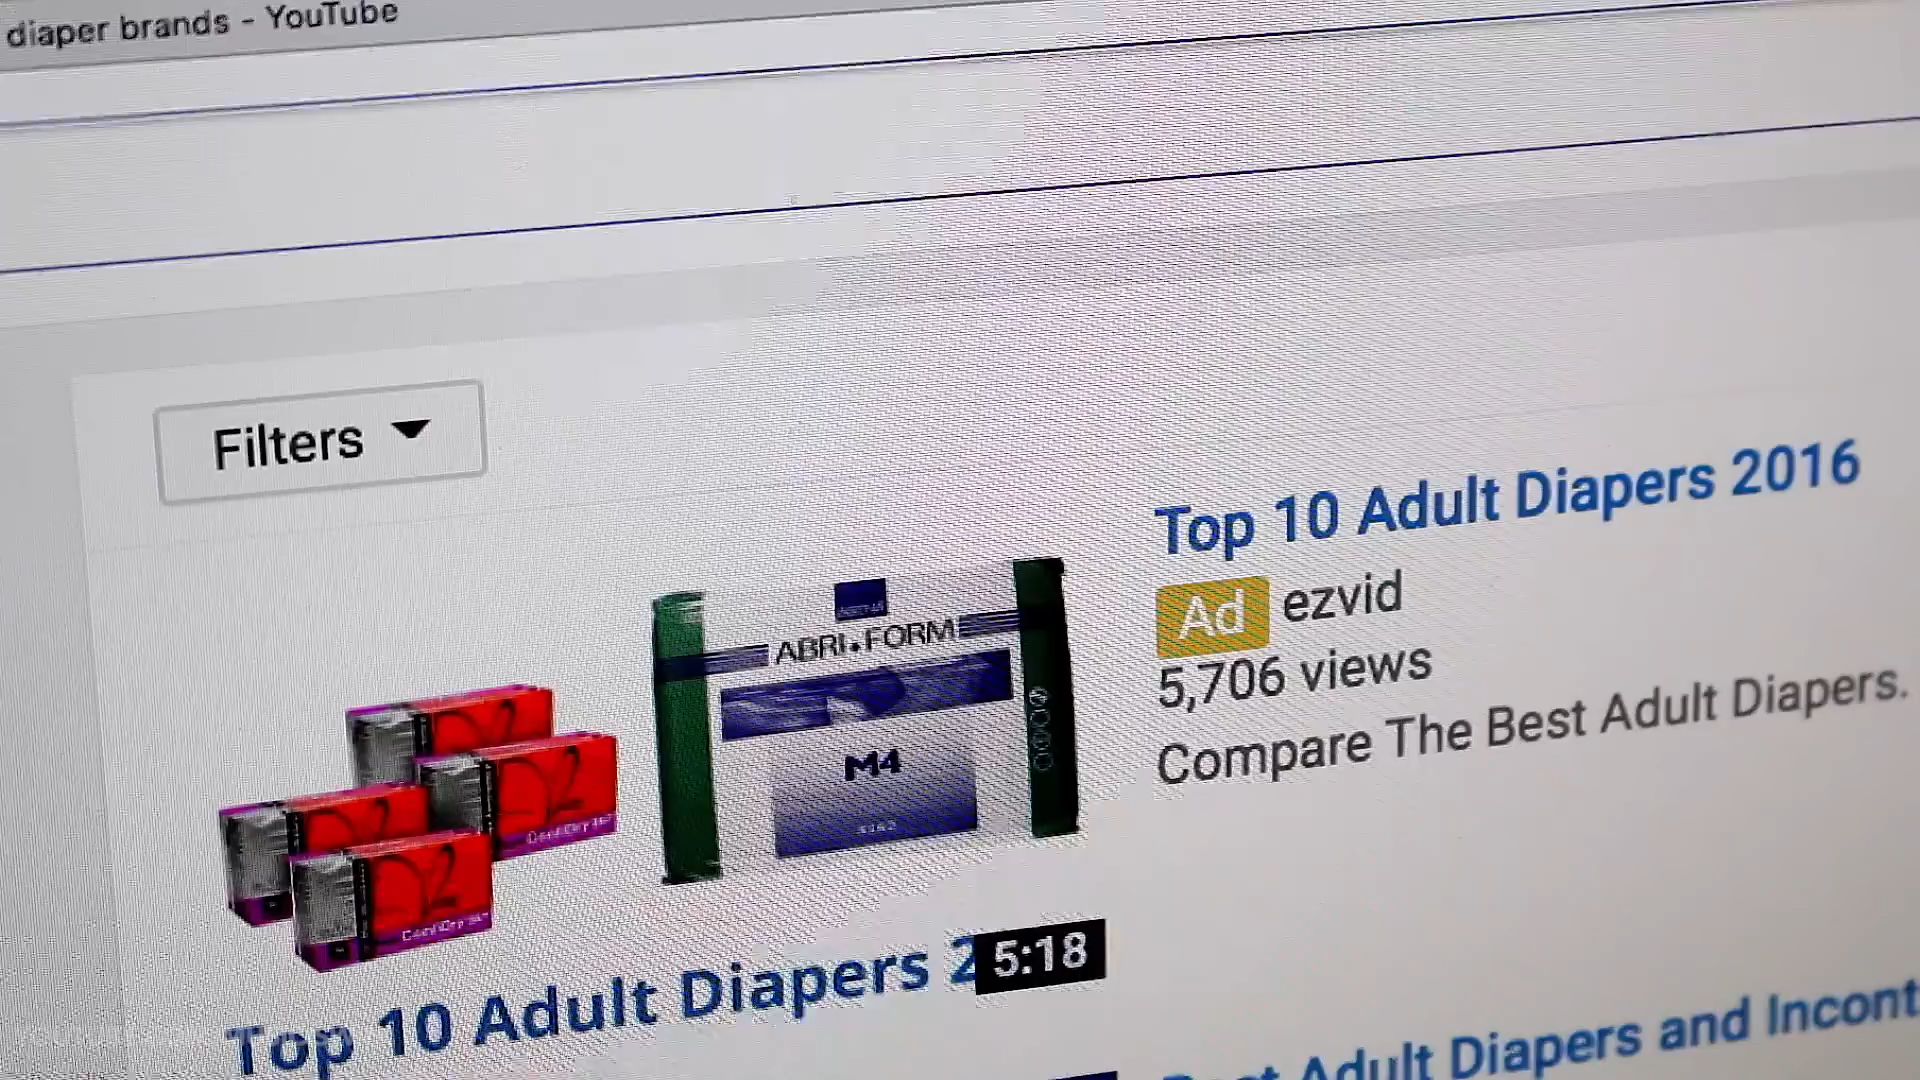 diaper brands - YouTube
Filters
Top 10 Adult Diapers 2016
Ad ezvid
5,706 views
Compare The Best Adult Diapers.
ABRI.FORM
M4
Top 10 Adult Diapers 2
5:18
Adult Diapers and Incont